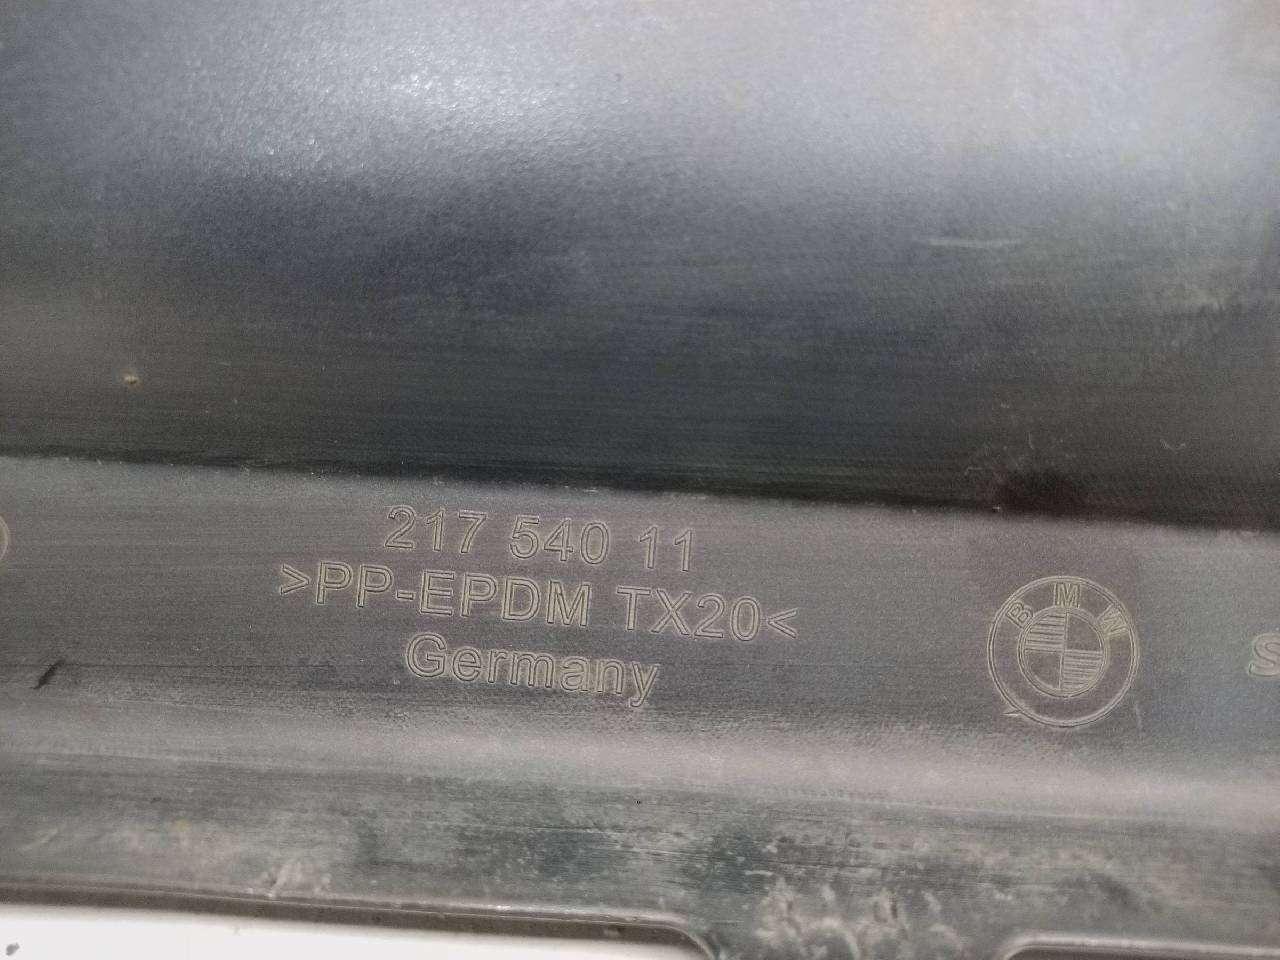 217 540 11
>PP-EPDM TX20<
Germany
BMW
S